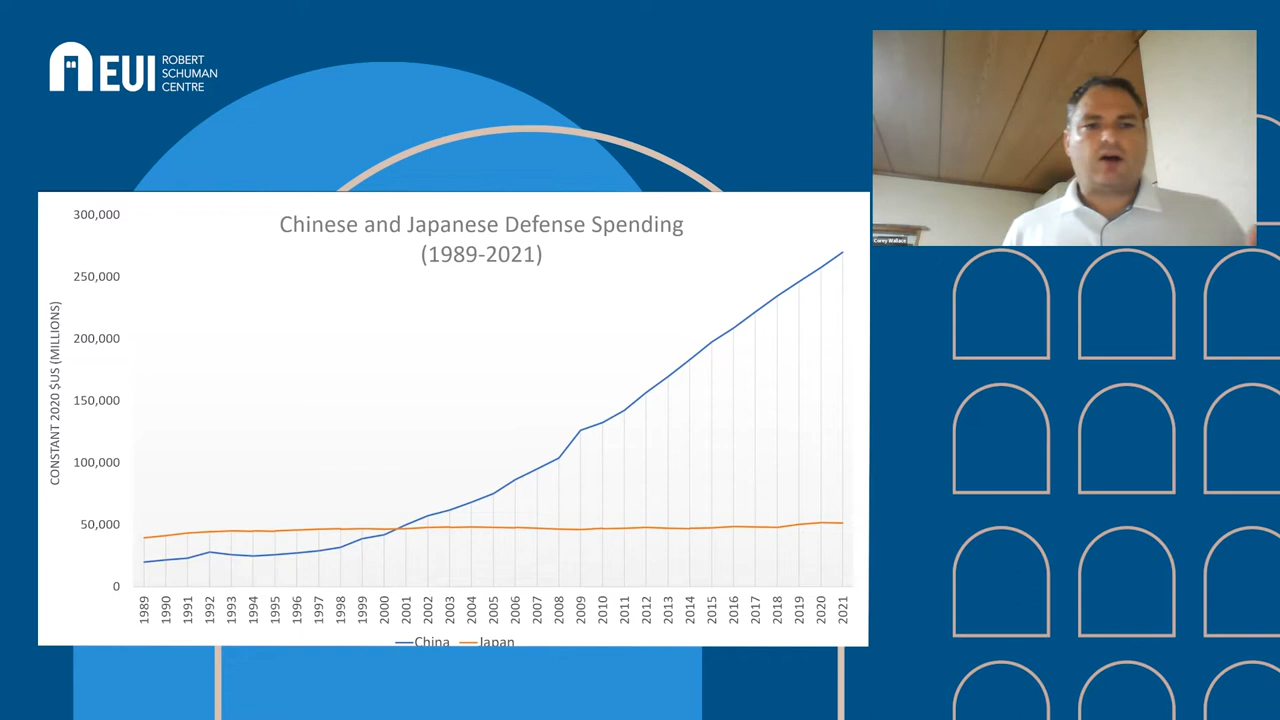 EUI
ROBERT
SCHUMAN
CENTRE
Corey Wallace
Chinese and Japanese Defense Spending
(1989-2021)
CONSTANT 2020 $US (MILLIONS)
300,000
250,000
200,000
150,000
100,000
50,000
0
1989 1990 1991 1992 1993 1994 1995 1996 1997 1998 1999 2000 2001 2002 2003 2004 2005 2006 2007 2008 2009 2010 2011 2012 2013 2014 2015 2016 2017 2018 2019 2020 2021
China Japan